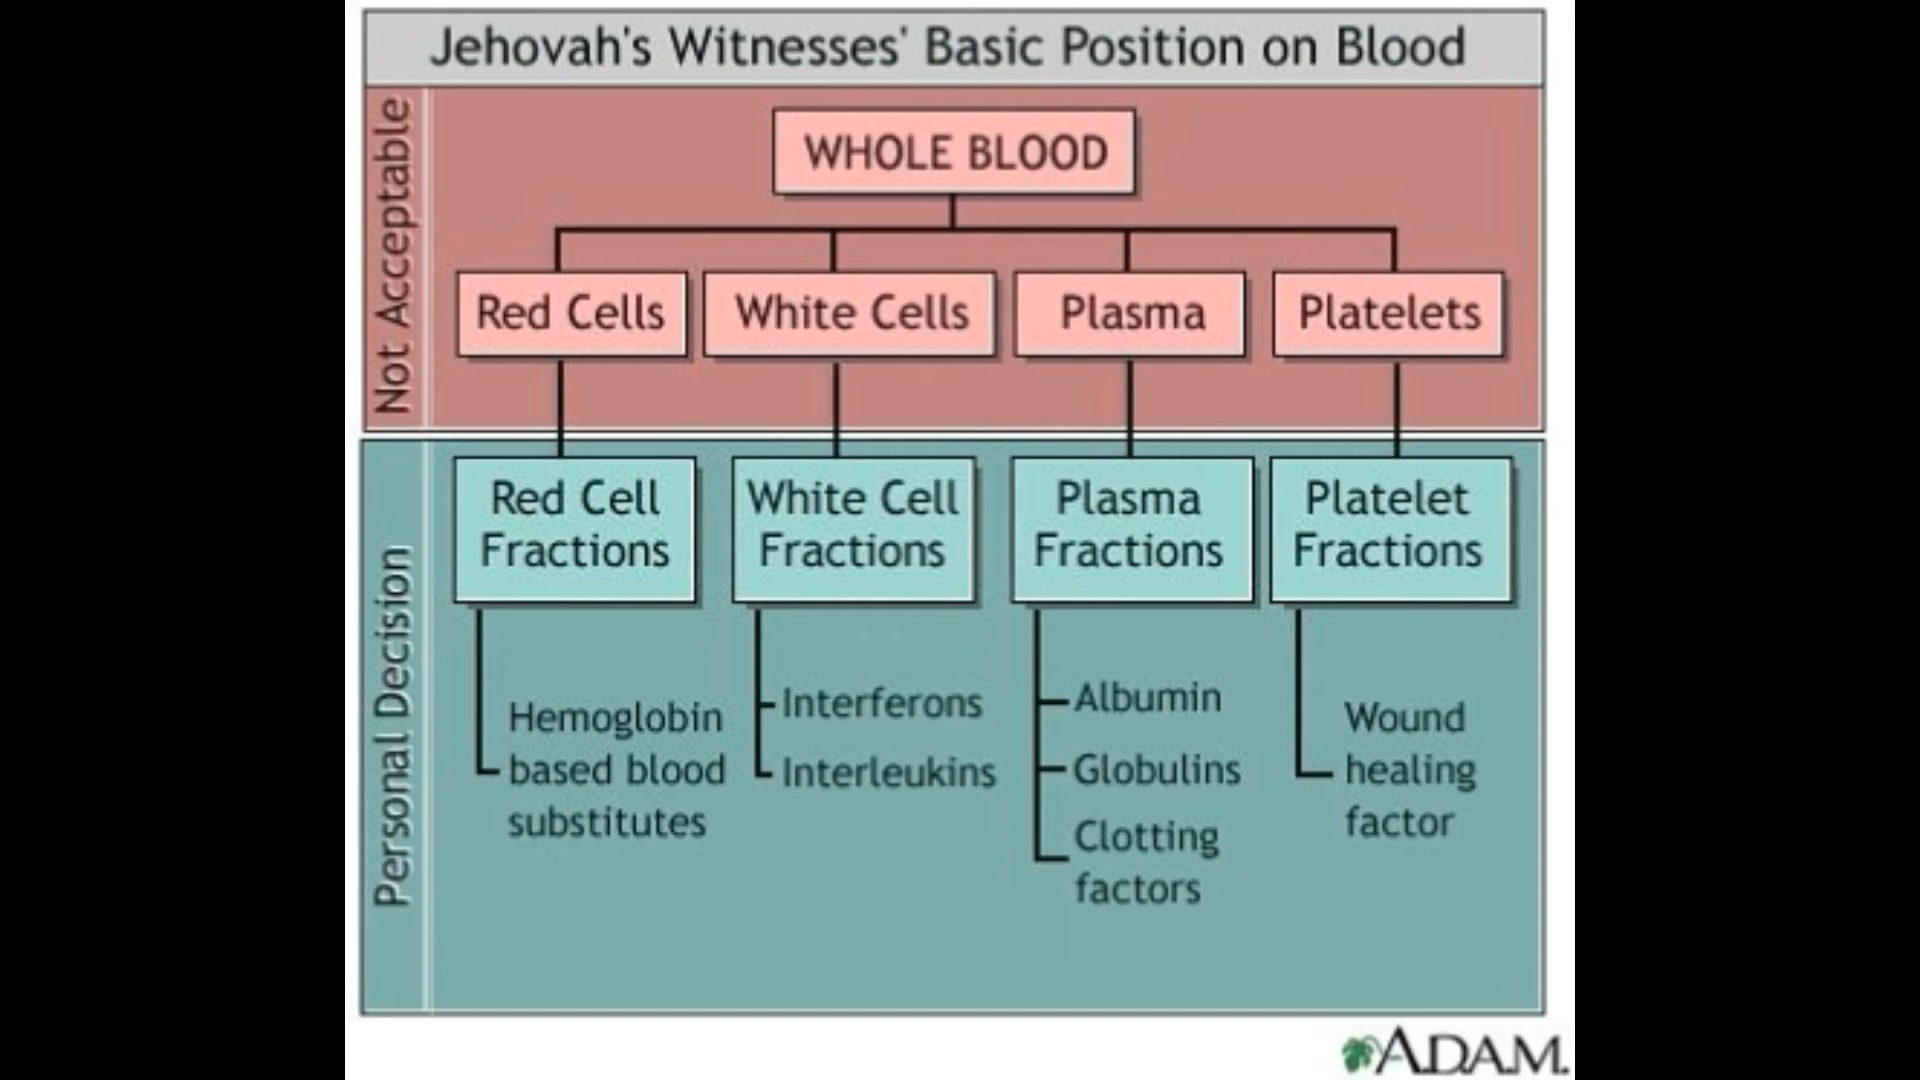 Jehovah's Witnesses' Basic Position on Blood
Not Acceptable
WHOLE BLOOD
Red Cells
White Cells
Plasma
Platelets
Personal Decision
Red Cell
Fractions
White Cell
Fractions
Plasma
Fractions
Platelet
Fractions
Hemoglobin
based blood
substitutes
Interferons
Interleukins
Albumin
Globulins
Clotting
factors
Wound
healing
factor
ADAM.